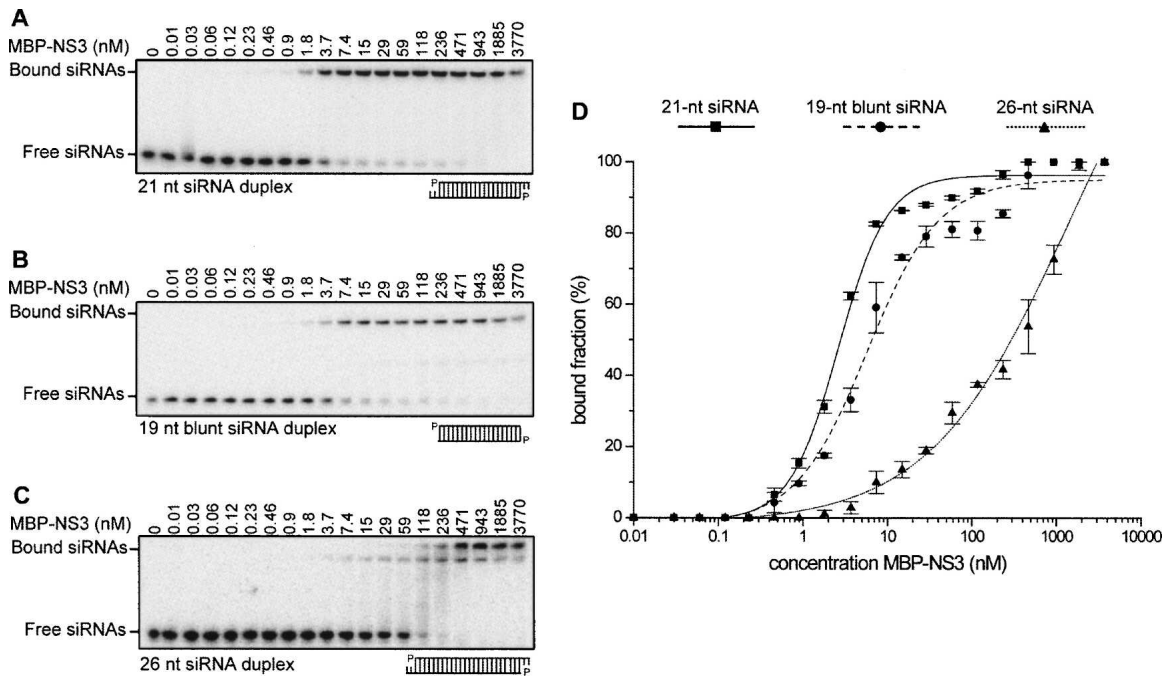 A
MBP-NS3 (nM) 0 0.01 0.03 0.06 0.12 0.23 0.46 0.9 1.8 3.7 7.4 15 29 59 118 236 471 943 1885 3770
Bound siRNAs
Free siRNAs
21 nt siRNA duplex
P
P
B
MBP-NS3 (nM) 0 0.01 0.03 0.06 0.12 0.23 0.46 0.9 1.8 3.7 7.4 15 29 59 118 236 471 943 1885 3770
Bound siRNAs
Free siRNAs
19 nt blunt siRNA duplex
P
P
C
MBP-NS3 (nM) 0 0.01 0.03 0.06 0.12 0.23 0.46 0.9 1.8 3.7 7.4 15 29 59 118 236 471 943 1885 3770
Bound siRNAs
Free siRNAs
26 nt siRNA duplex
P
P
D
21-nt siRNA 19-nt blunt siRNA 26-nt siRNA
100
80
60
40
20
0
bound fraction (%)
0.01 0.1 1 10 100 1000 10000
concentration MBP-NS3 (nM)